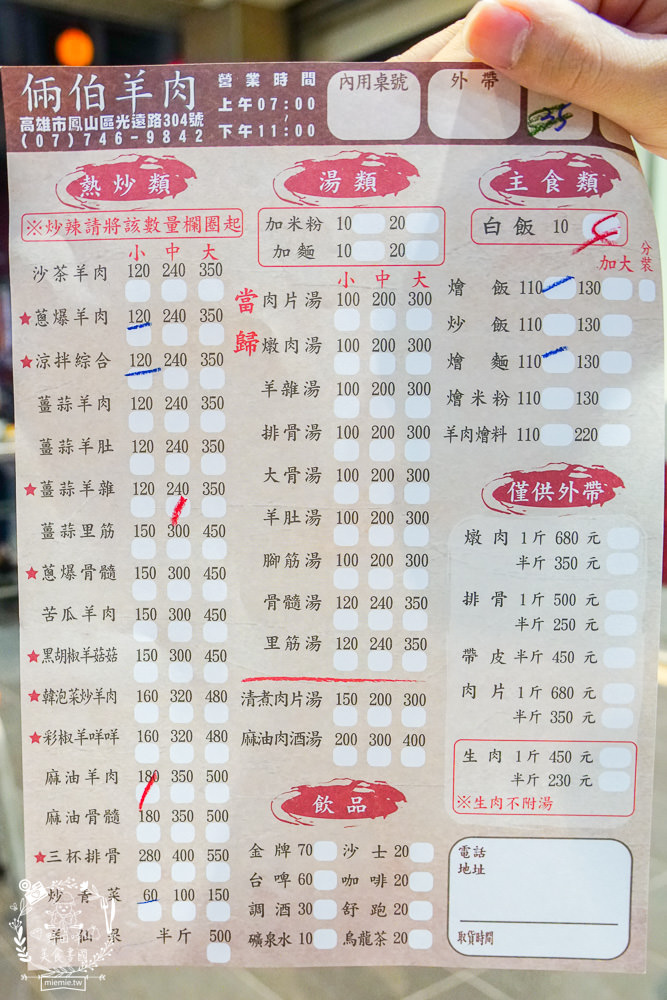 倆伯羊肉
高雄市鳳山區光遠路304號
(07)746-9842
營業時間
上午07:00
/
下午11:00
內用桌號
外帶
35
熱炒類
※炒辣請將該數量欄圈起
小 中 大
沙茶羊肉 120 240 350
★蔥爆羊肉 120 240 350
★涼拌綜合 120 240 350
薑蒜羊肉 120 240 350
薑蒜羊肚 120 240 350
★薑蒜羊雜 120 240 350
薑蒜里筋 150 300 450
★蔥爆骨髓 150 300 450
苦瓜羊肉 150 300 450
★黑胡椒羊菇菇 150 300 450
★韓泡菜炒羊肉 160 320 480
★彩椒羊咩咩 160 320 480
麻油羊肉 180 350 500
麻油骨髓 180 350 500
★三杯排骨 280 400 550
炒青菜 60 100 150
羊仙 半斤 500
湯類
加米粉 10 20
加麵 10 20
小 中 大
當歸
肉片湯 100 200 300
燉肉湯 100 200 300
羊雜湯 100 200 300
排骨湯 100 200 300
大骨湯 100 200 300
羊肚湯 100 200 300
腳筋湯 100 200 300
骨髓湯 120 240 350
里筋湯 120 240 350
清煮肉片湯 150 200 300
麻油肉酒湯 200 300 400
飲品
金牌 70 沙士 20
台啤 60 咖啡 20
調酒 30 舒跑 20
礦泉水 10 烏龍茶 20
主食類
白飯 10 5
加大 分裝
燴飯 110 130
炒飯 110 130
燴麵 110 130
燴米粉 110 130
羊肉燴料 110 220
僅供外帶
燉肉 1斤 680 元
半斤 350 元
排骨 1斤 500 元
半斤 250 元
帶皮 半斤 450 元
肉片 1斤 680 元
半斤 350 元
生肉 1斤 450 元
半斤 230 元
※生肉不附湯
電話
地址
取貨時間
美食書圖
miemie.tw